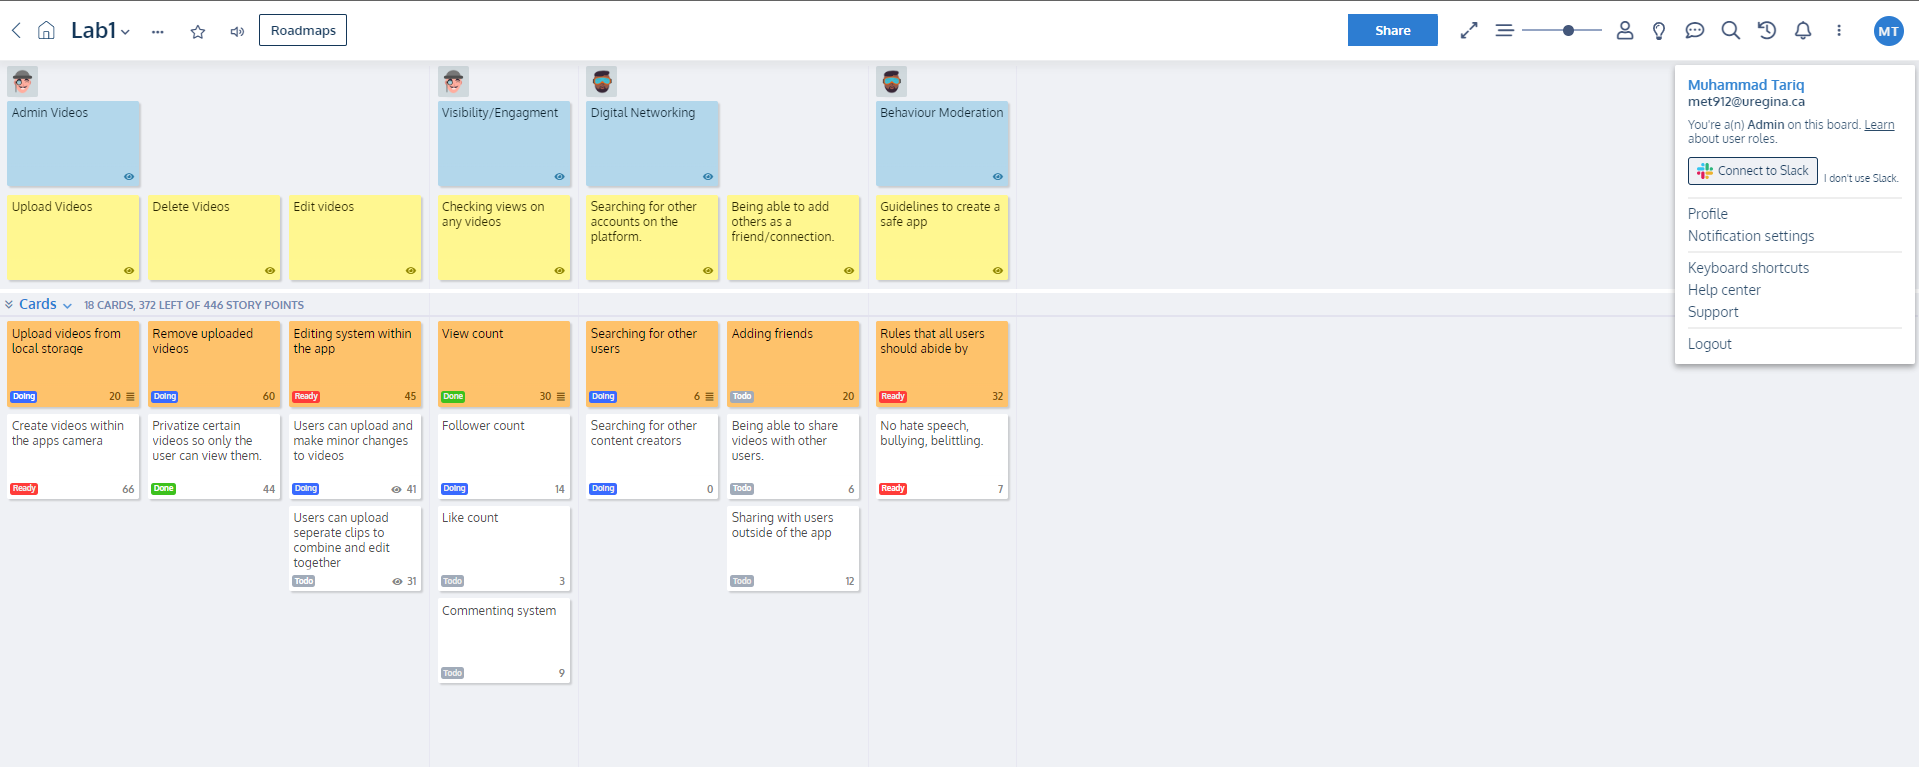 Lab1
Roadmaps
Share
MT
Muhammad Tariq
met912@uregina.ca
You're a(n) Admin on this board. Learn
about user roles.
Connect to Slack
I don't use Slack.
Profile
Notification settings
Keyboard shortcuts
Help center
Support
Logout
Admin Videos
Visibility/Engagment
Digital Networking
Behaviour Moderation
Upload Videos
Delete Videos
Edit videos
Checking views on
any videos
Searching for other
accounts on the
platform.
Being able to add
others as a
friend/connection.
Guidelines to create a
safe app
Cards
18 CARDS, 372 LEFT OF 446 STORY POINTS
Upload videos from
local storage
Doing 20
Remove uploaded
videos
Doing 60
Editing system within
the app
Ready 45
View count
Done 30
Searching for other
users
Doing 6
Adding friends
Todo 20
Rules that all users
should abide by
Ready 32
Create videos within
the apps camera
Ready 66
Privatize certain
videos so only the
user can view them.
Done 44
Users can upload and
make minor changes
to videos
Doing 41
Follower count
Doing 14
Searching for other
content creators
Doing 0
Being able to share
videos with other
users.
Todo 6
No hate speech,
bullying, belittling.
Ready 7
Users can upload
seperate clips to
combine and edit
together
Todo 31
Like count
Todo 3
Sharing with users
outside of the app
Todo 12
Commenting system
Todo 9